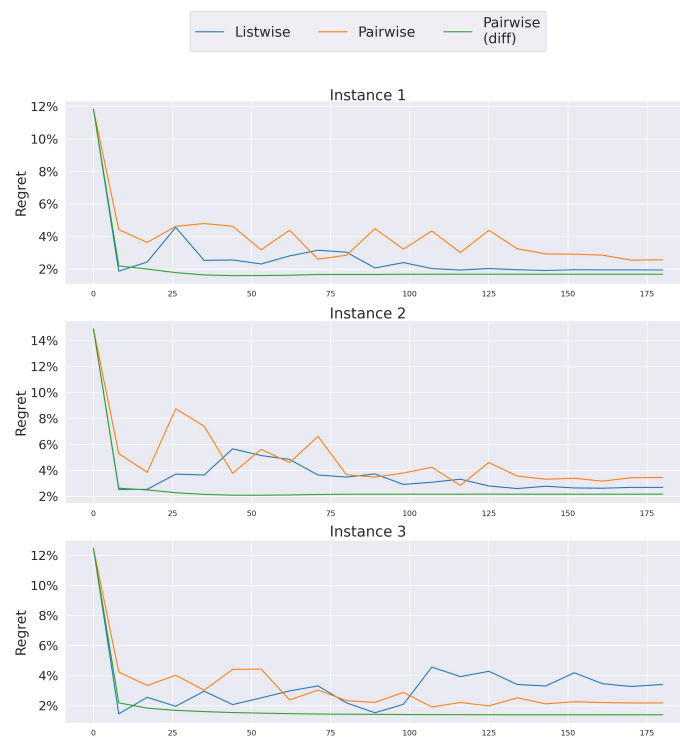 Listwise
Pairwise
Pairwise
(diff)
Instance 1
Regret
12%
10%
8%
6%
4%
2%
0 25 50 75 100 125 150 175
Instance 2
Regret
14%
12%
10%
8%
6%
4%
2%
0 25 50 75 100 125 150 175
Instance 3
Regret
12%
10%
8%
6%
4%
2%
0 25 50 75 100 125 150 175